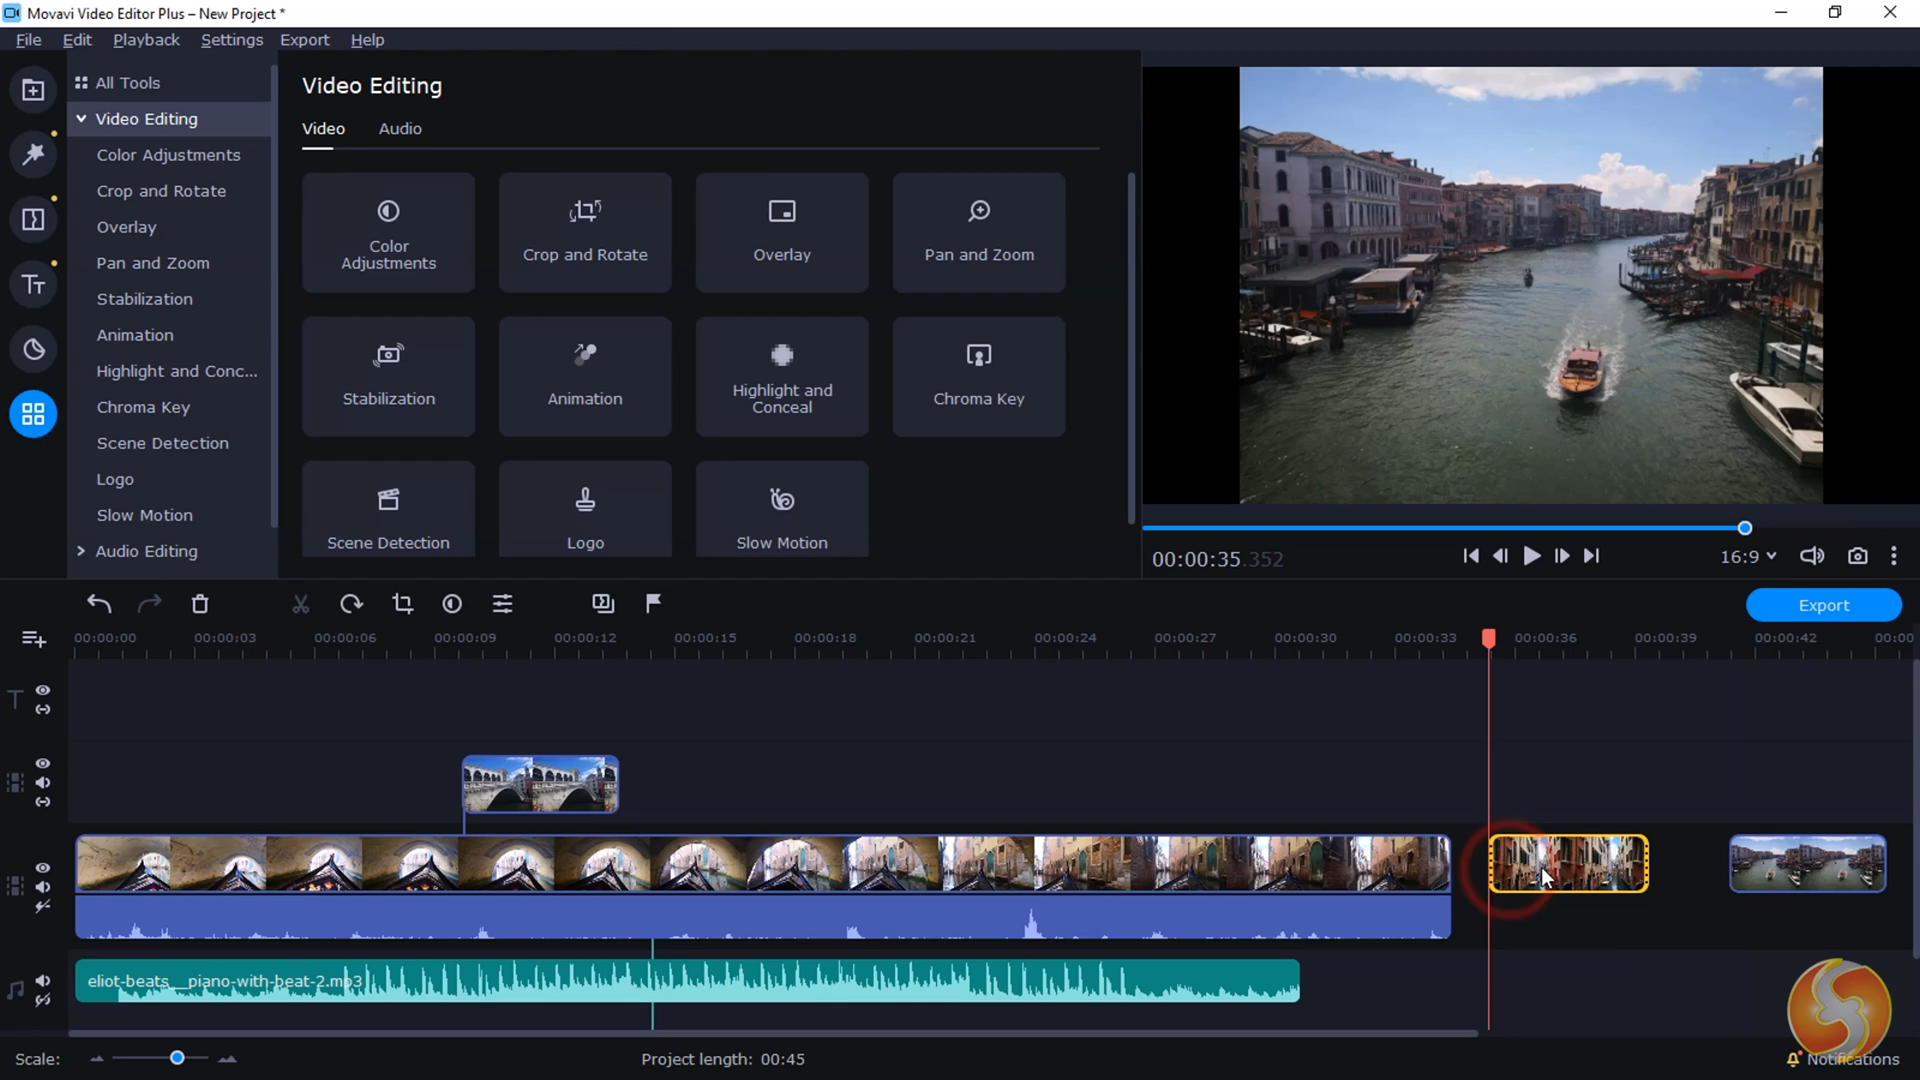 Movavi Video Editor Plus – New Project *
File Edit Playback Settings Export Help
All Tools
Video Editing
Color Adjustments
Crop and Rotate
Overlay
Pan and Zoom
Stabilization
Animation
Highlight and Conc...
Chroma Key
Scene Detection
Logo
Slow Motion
Audio Editing
Video Editing
Video Audio
Color
Adjustments
Crop and Rotate
Overlay
Pan and Zoom
Stabilization
Animation
Highlight and
Conceal
Chroma Key
Scene Detection
Logo
Slow Motion
00:00:35.352
16:9
Export
00:00:00 00:00:03 00:00:06 00:00:09 00:00:12 00:00:15 00:00:18 00:00:21 00:00:24 00:00:27 00:00:30 00:00:33 00:00:36 00:00:39 00:00:42 00:00
eliot-beats__piano-with-beat-2.mp3
Scale:
Project length: 00:45
Notifications